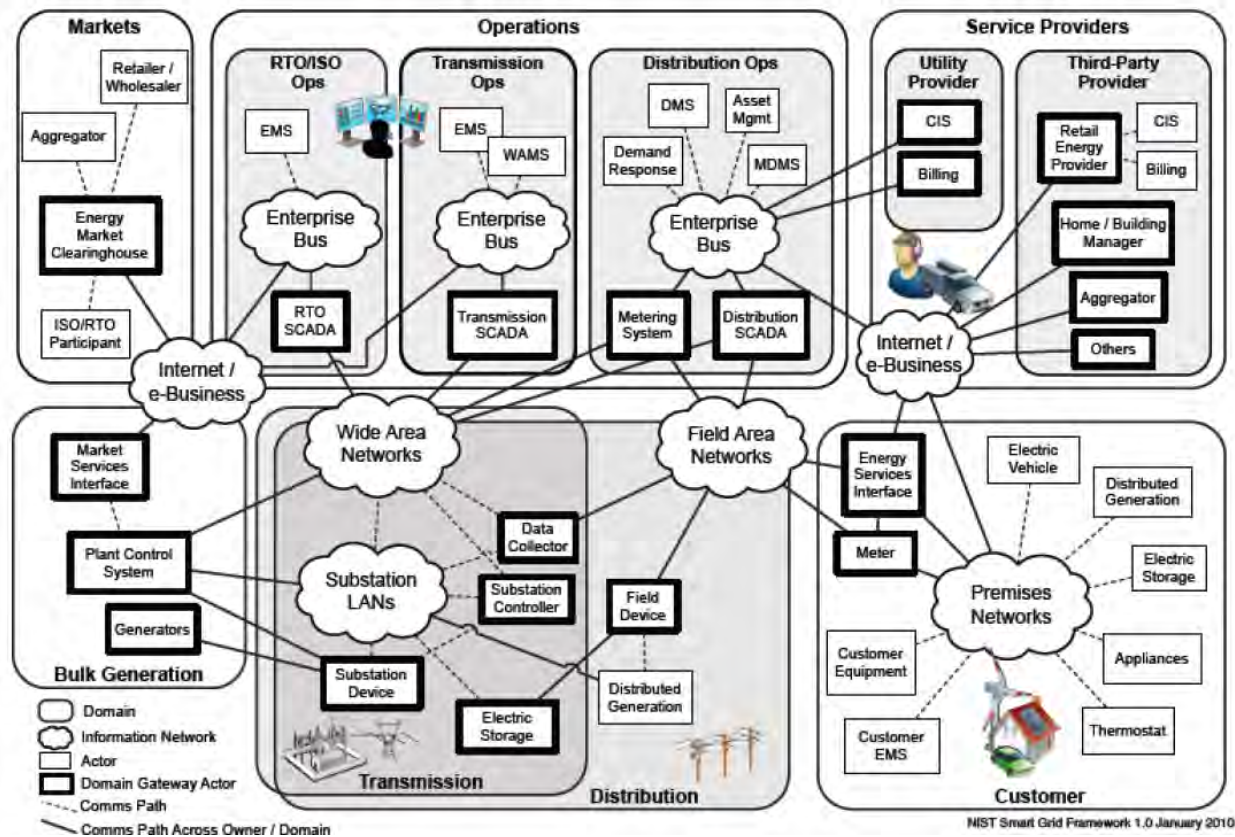 Markets
Operations
Service Providers
Retailer /
Wholesaler
Aggregator
Energy
Market
Clearinghouse
ISO/RTO
Participant
RTO/ISO
Ops
EMS
Enterprise
Bus
RTO
SCADA
Transmission
Ops
EMS
WAMS
Enterprise
Bus
Transmission
SCADA
Distribution Ops
DMS
Asset
Mgmt
Demand
Response
MDMS
Enterprise
Bus
Metering
System
Distribution
SCADA
Utility
Provider
CIS
Billing
Third-Party
Provider
Retail
Energy
Provider
CIS
Billing
Home / Building
Manager
Aggregator
Others
Internet /
e-Business
Internet /
e-Business
Market
Services
Interface
Plant Control
System
Generators
Bulk Generation
Wide Area
Networks
Field Area
Networks
Data
Collector
Substation
LANs
Substation
Controller
Field
Device
Substation
Device
Electric
Storage
Distributed
Generation
Transmission
Distribution
Energy
Services
Interface
Meter
Electric
Vehicle
Distributed
Generation
Electric
Storage
Premises
Networks
Customer
Equipment
Appliances
Customer
EMS
Thermostat
Customer
Domain
Information Network
Actor
Domain Gateway Actor
Comms Path
Comms Path Across Owner / Domain
NIST Smart Grid Framework 1.0 January 2010